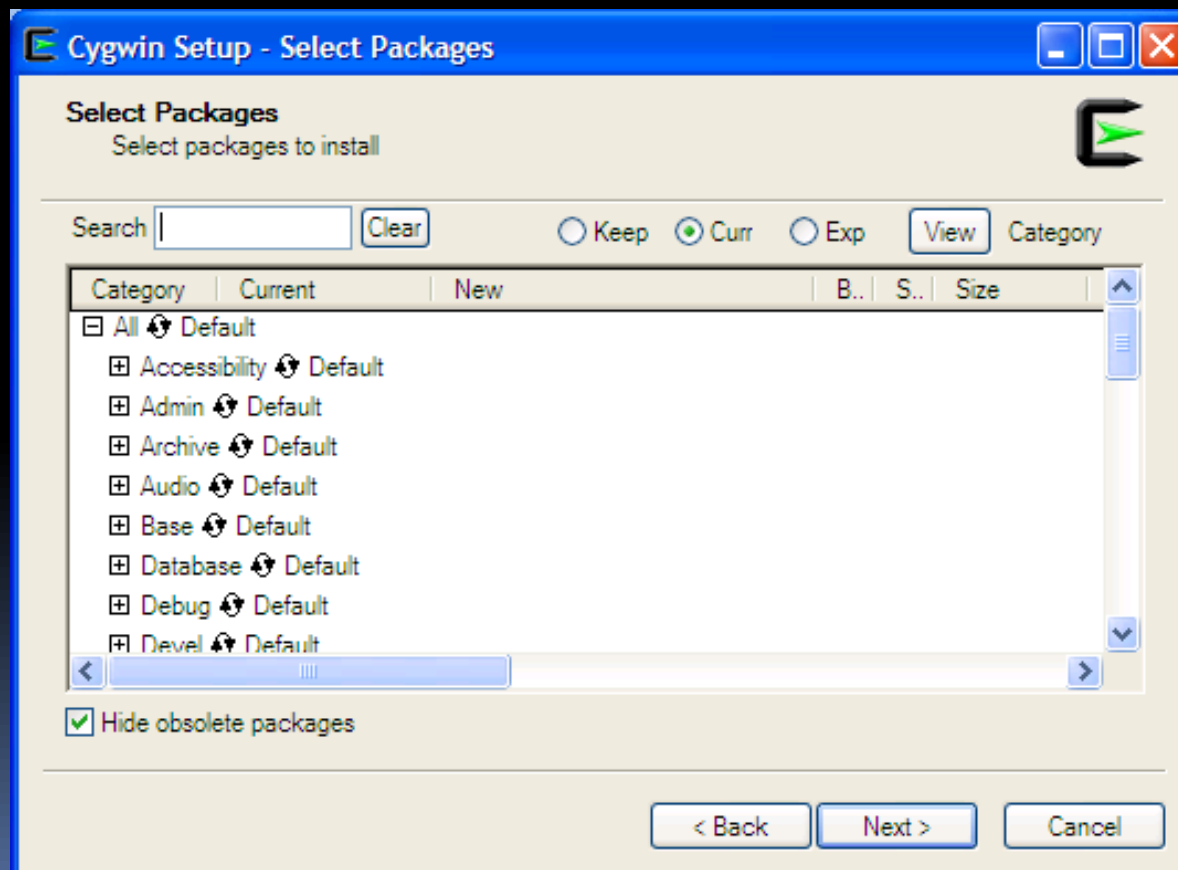 Cygwin Setup - Select Packages
Select Packages
Select packages to install
Search Clear Keep Curr Exp View Category
Category Current New B.. S.. Size
All Default
Accessibility Default
Admin Default
Archive Default
Audio Default
Base Default
Database Default
Debug Default
Devel Default
Hide obsolete packages
< Back Next > Cancel